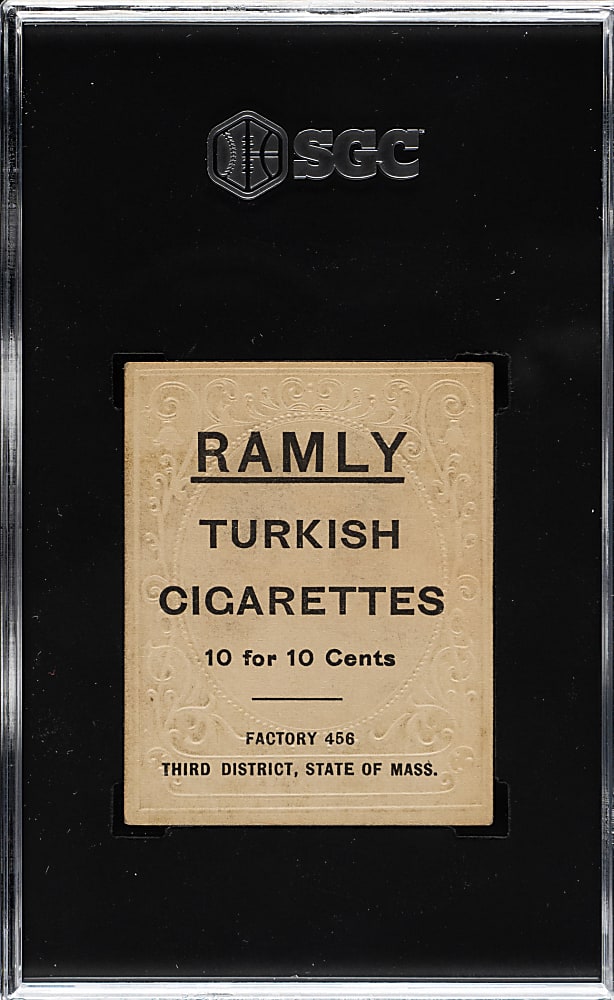 SGC
RAMLY
TURKISH
CIGARETTES
10 for 10 Cents
FACTORY 456
THIRD DISTRICT, STATE OF MASS.